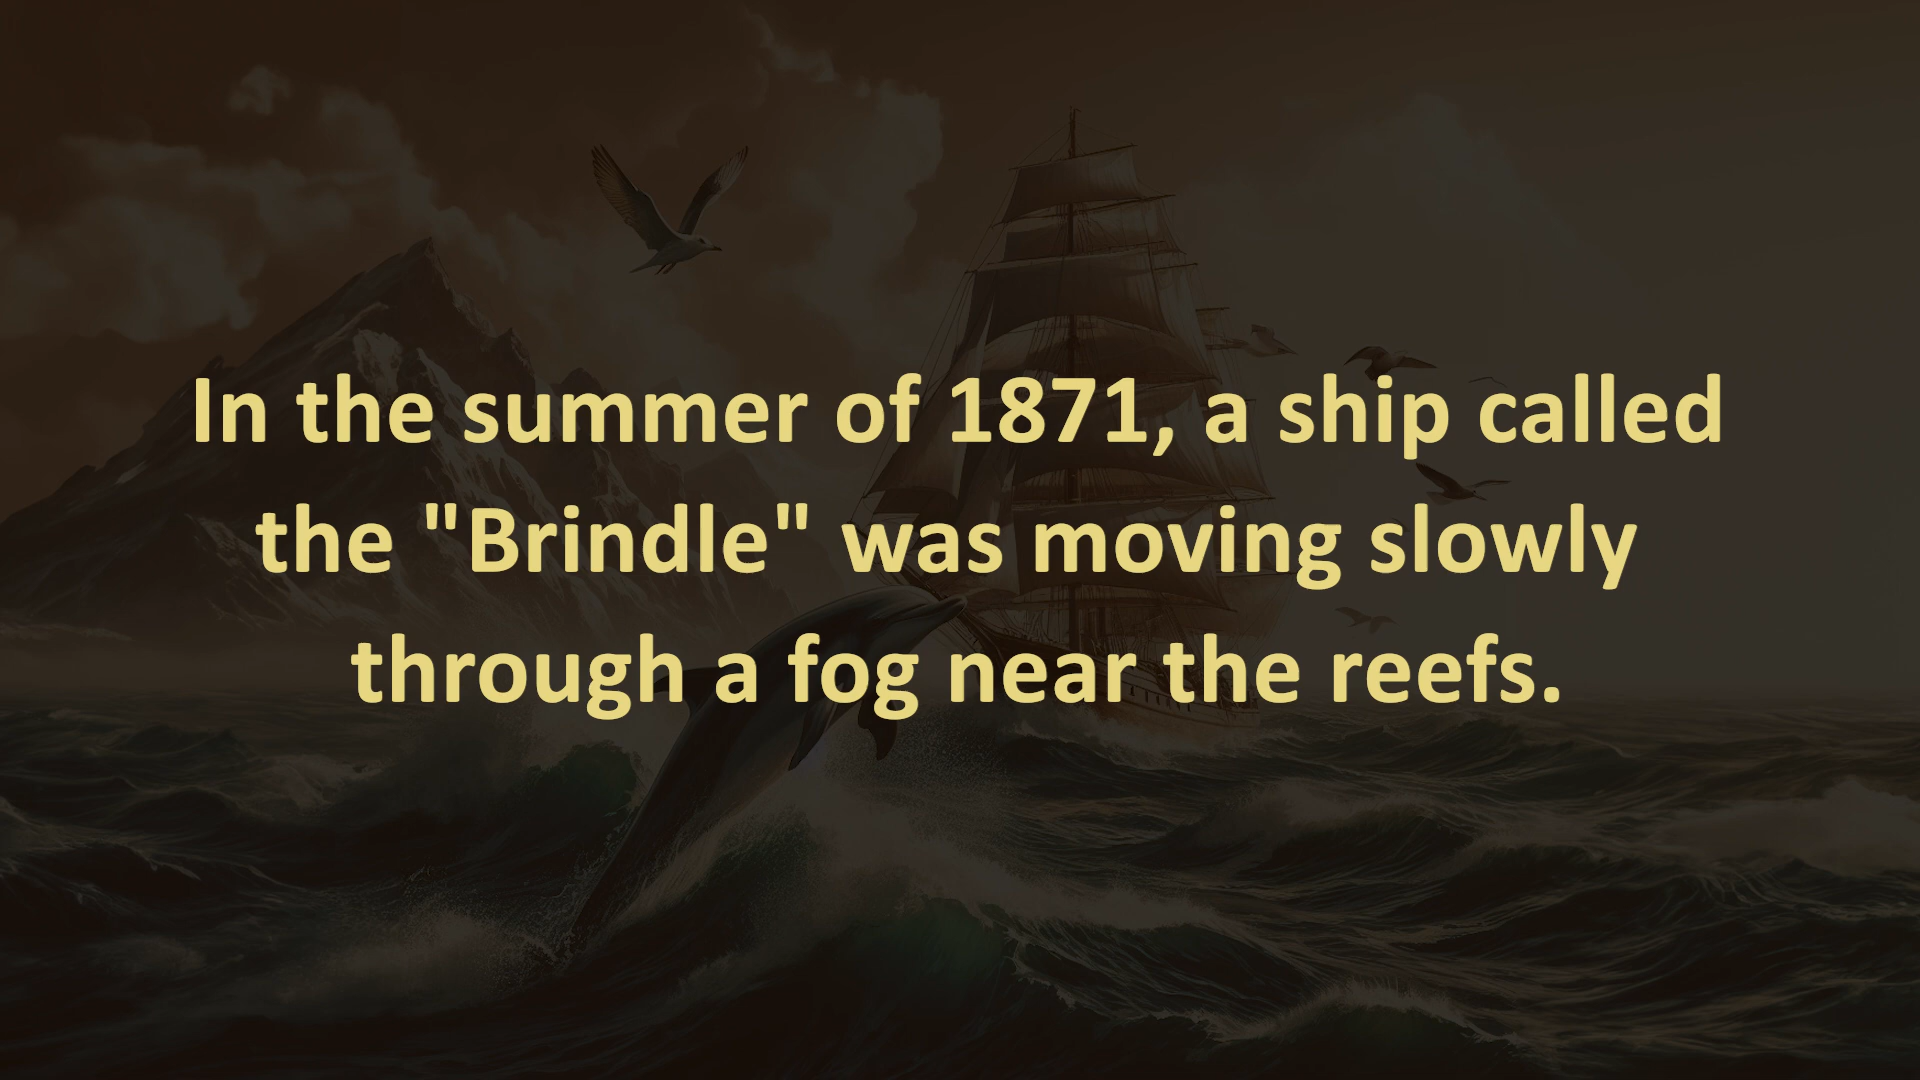 In the summer of 1871, a ship called
the "Brindle" was moving slowly
through a fog near the reefs.